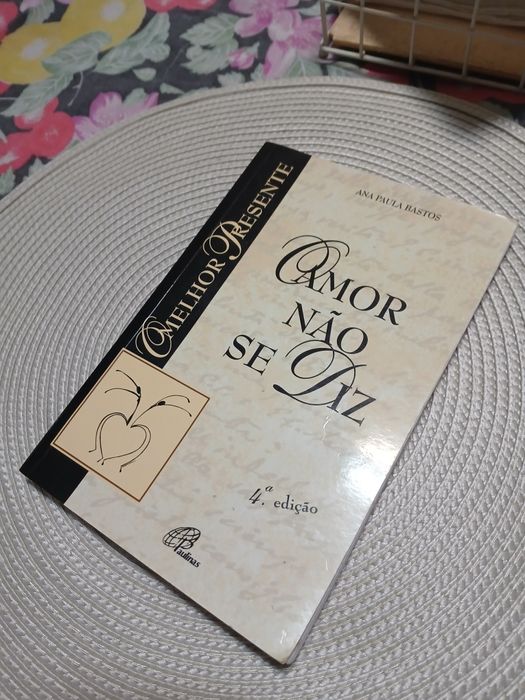 ANA PAULA BASTOS
O AMOR
NÃO
SE DIZ
4.ª edição
Paulinas
O MELHOR PRESENTE